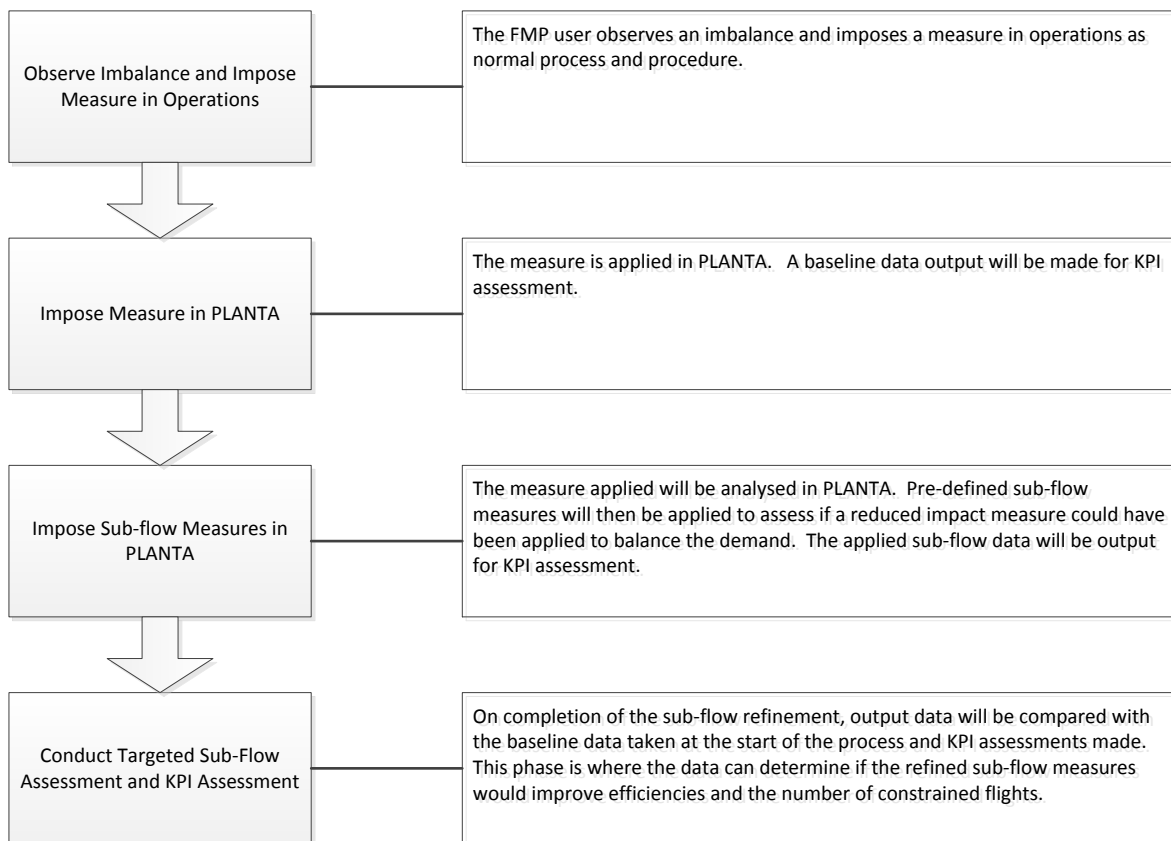 Observe Imbalance and Impose
Measure in Operations
The FMP user observes an imbalance and imposes a measure in operations as
normal process and procedure.
Impose Measure in PLANTA
The measure is applied in PLANTA.   A baseline data output will be made for KPI
assessment.
Impose Sub-flow Measures in
PLANTA
The measure applied will be analysed in PLANTA.  Pre-defined sub-flow
measures will then be applied to assess if a reduced impact measure could have
been applied to balance the demand.  The applied sub-flow data will be output
for KPI assessment.
Conduct Targeted Sub-Flow
Assessment and KPI Assessment
On completion of the sub-flow refinement, output data will be compared with
the baseline data taken at the start of the process and KPI assessments made.
This phase is where the data can determine if the refined sub-flow measures
would improve efficiencies and the number of constrained flights.